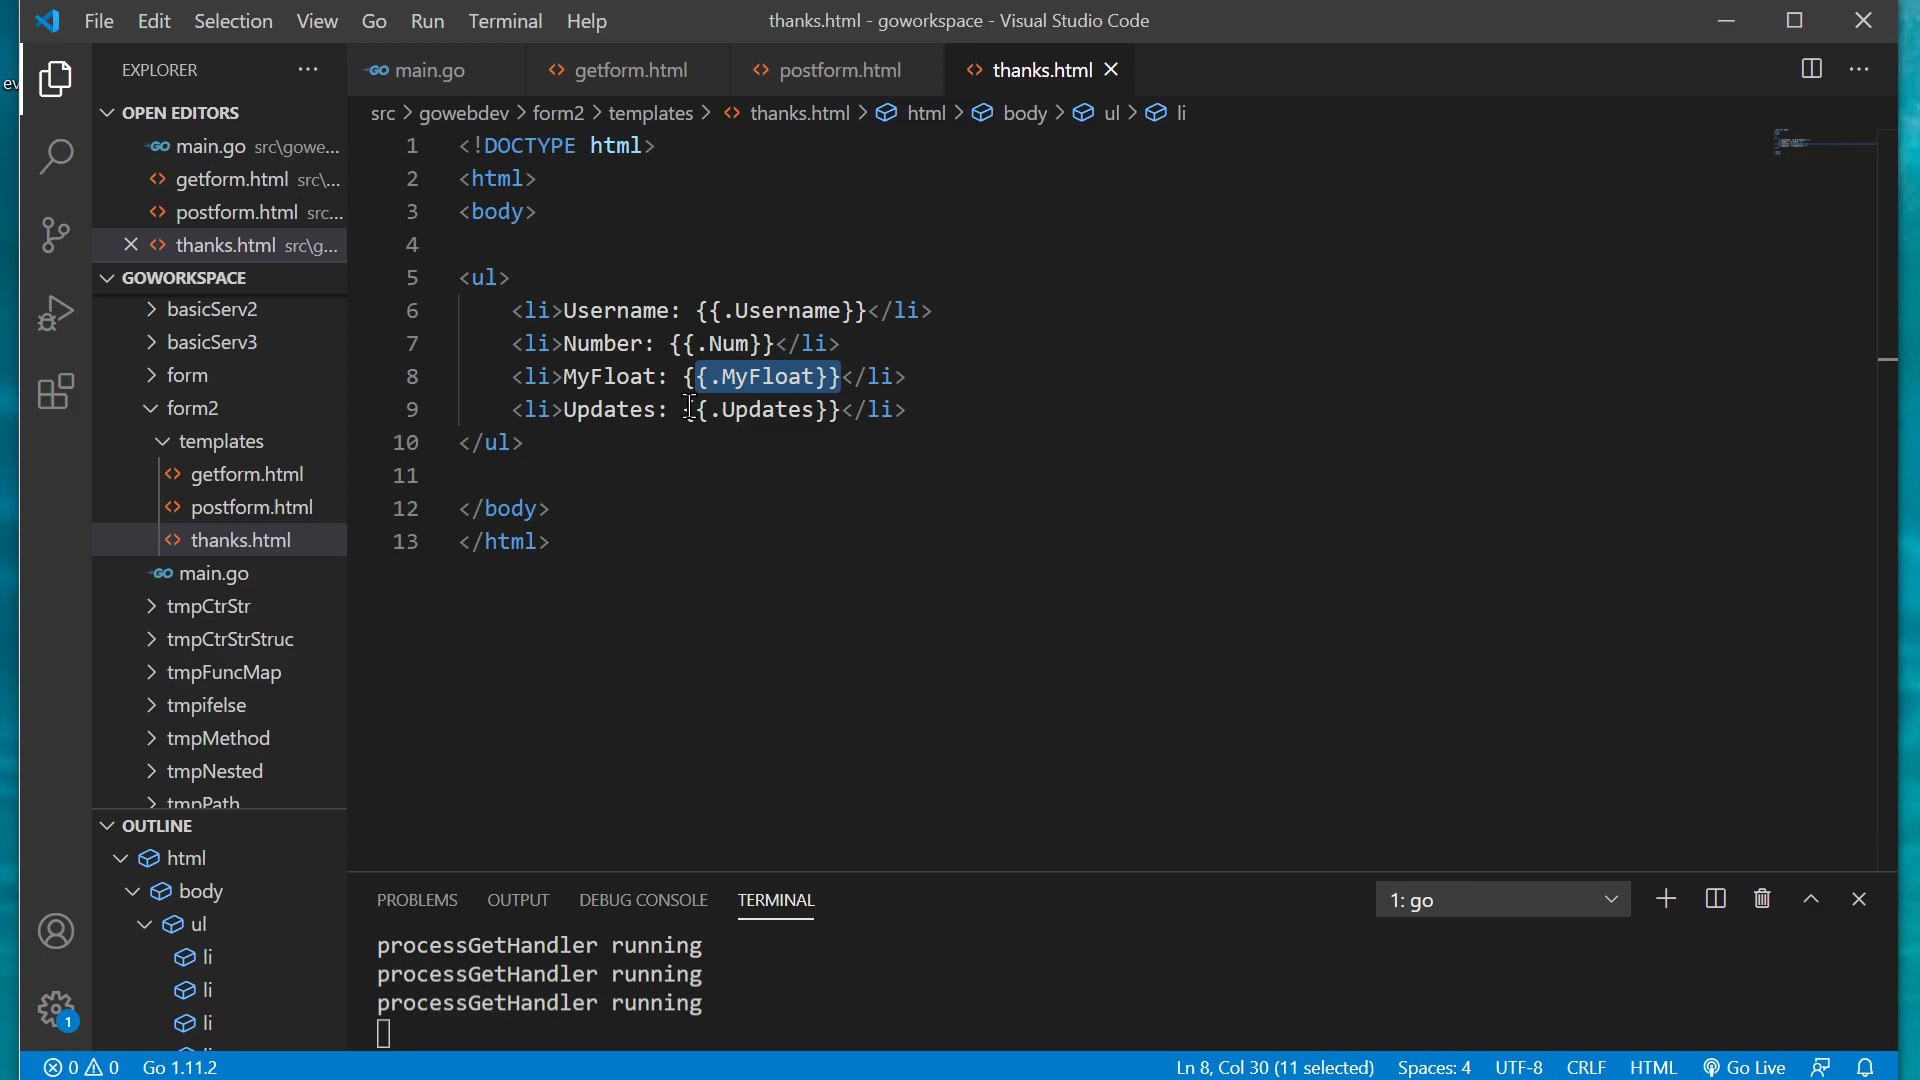 File Edit Selection View Go Run Terminal Help
thanks.html - goworkspace - Visual Studio Code
ev
EXPLORER
OPEN EDITORS
main.go src\gowe...
getform.html src\...
postform.html src...
thanks.html src\g...
GOWORKSPACE
basicServ2
basicServ3
form
form2
templates
getform.html
postform.html
thanks.html
main.go
tmpCtrStr
tmpCtrStrStruc
tmpFuncMap
tmpifelse
tmpMethod
tmpNested
tmpPath
OUTLINE
html
body
ul
li
li
li
main.go getform.html postform.html thanks.html
src > gowebdev > form2 > templates > thanks.html > html > body > ul > li
1 <!DOCTYPE html>
2 <html>
3 <body>
4
5 <ul>
6 <li>Username: {{.Username}}</li>
7 <li>Number: {{.Num}}</li>
8 <li>MyFloat: {{.MyFloat}}</li>
9 <li>Updates: {{.Updates}}</li>
10 </ul>
11
12 </body>
13 </html>
PROBLEMS OUTPUT DEBUG CONSOLE TERMINAL
1: go
processGetHandler running
processGetHandler running
processGetHandler running
1
0 0 Go 1.11.2
Ln 8, Col 30 (11 selected) Spaces: 4 UTF-8 CRLF HTML Go Live